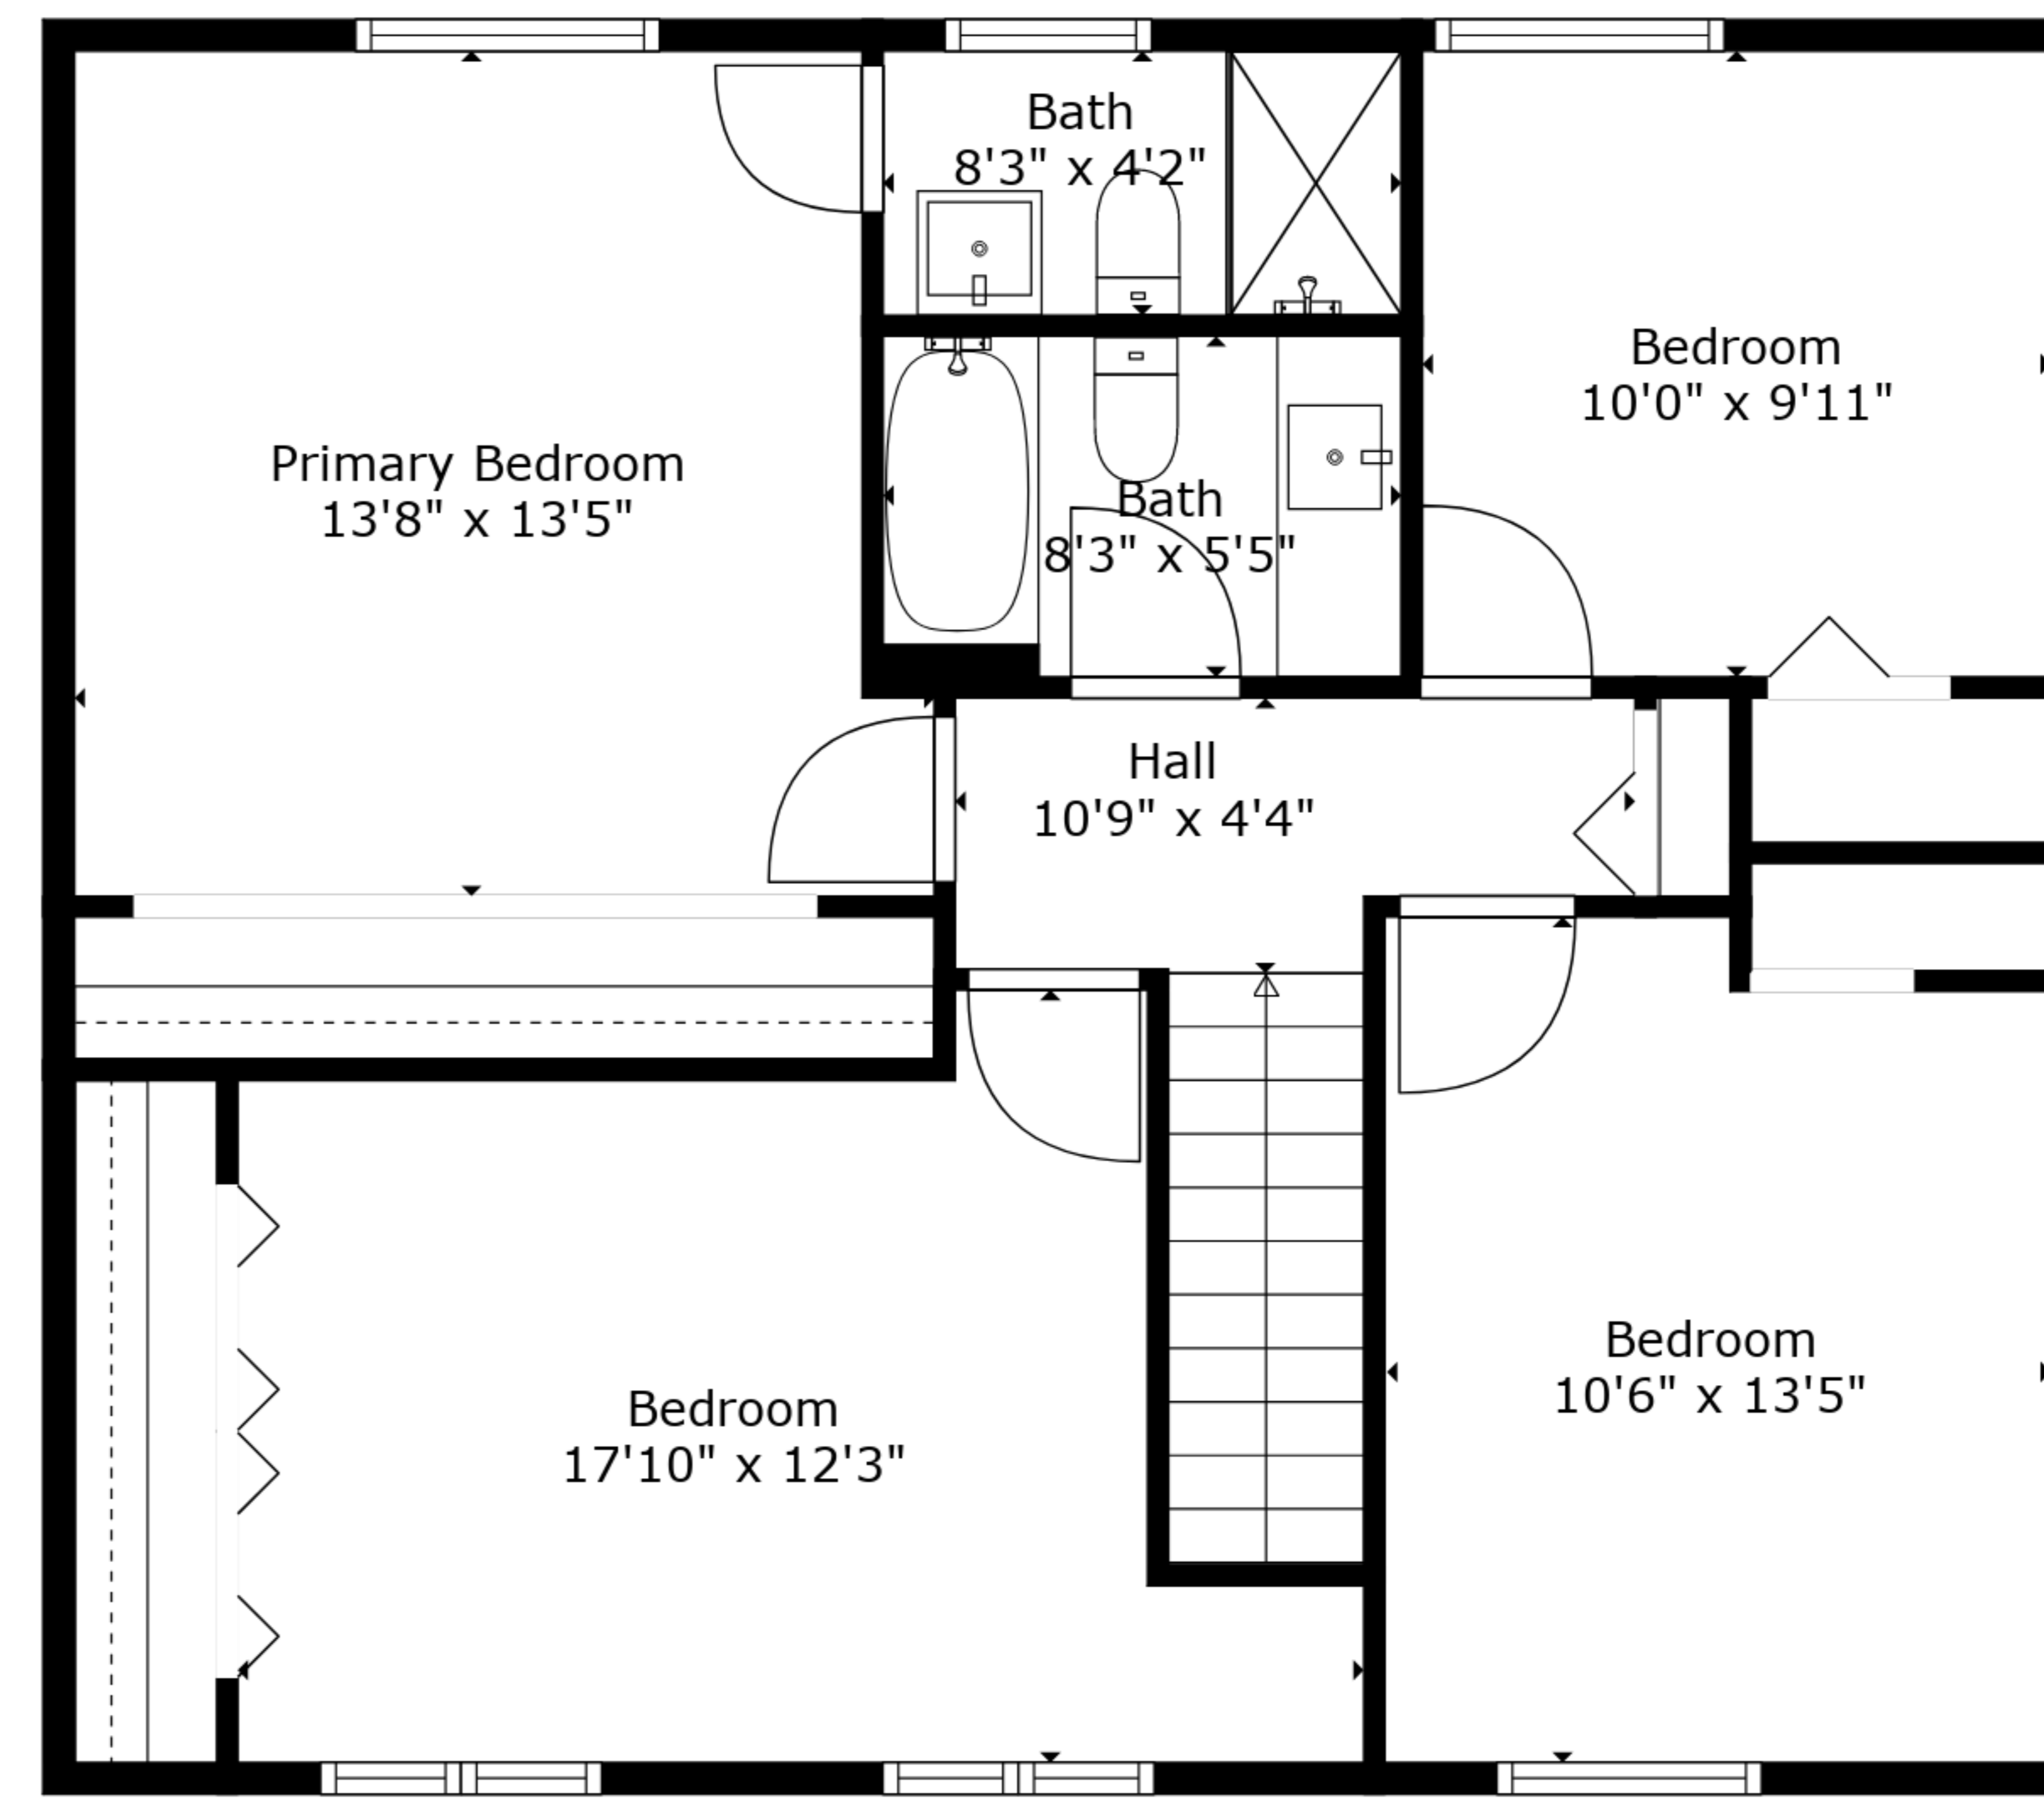 Bath
8'3" x 4'2"
Bedroom
10'0" x 9'11"
Primary Bedroom
13'8" x 13'5"
Bath
8'3" x 5'5"
Hall
10'9" x 4'4"
Bedroom
10'6" x 13'5"
Bedroom
17'10" x 12'3"